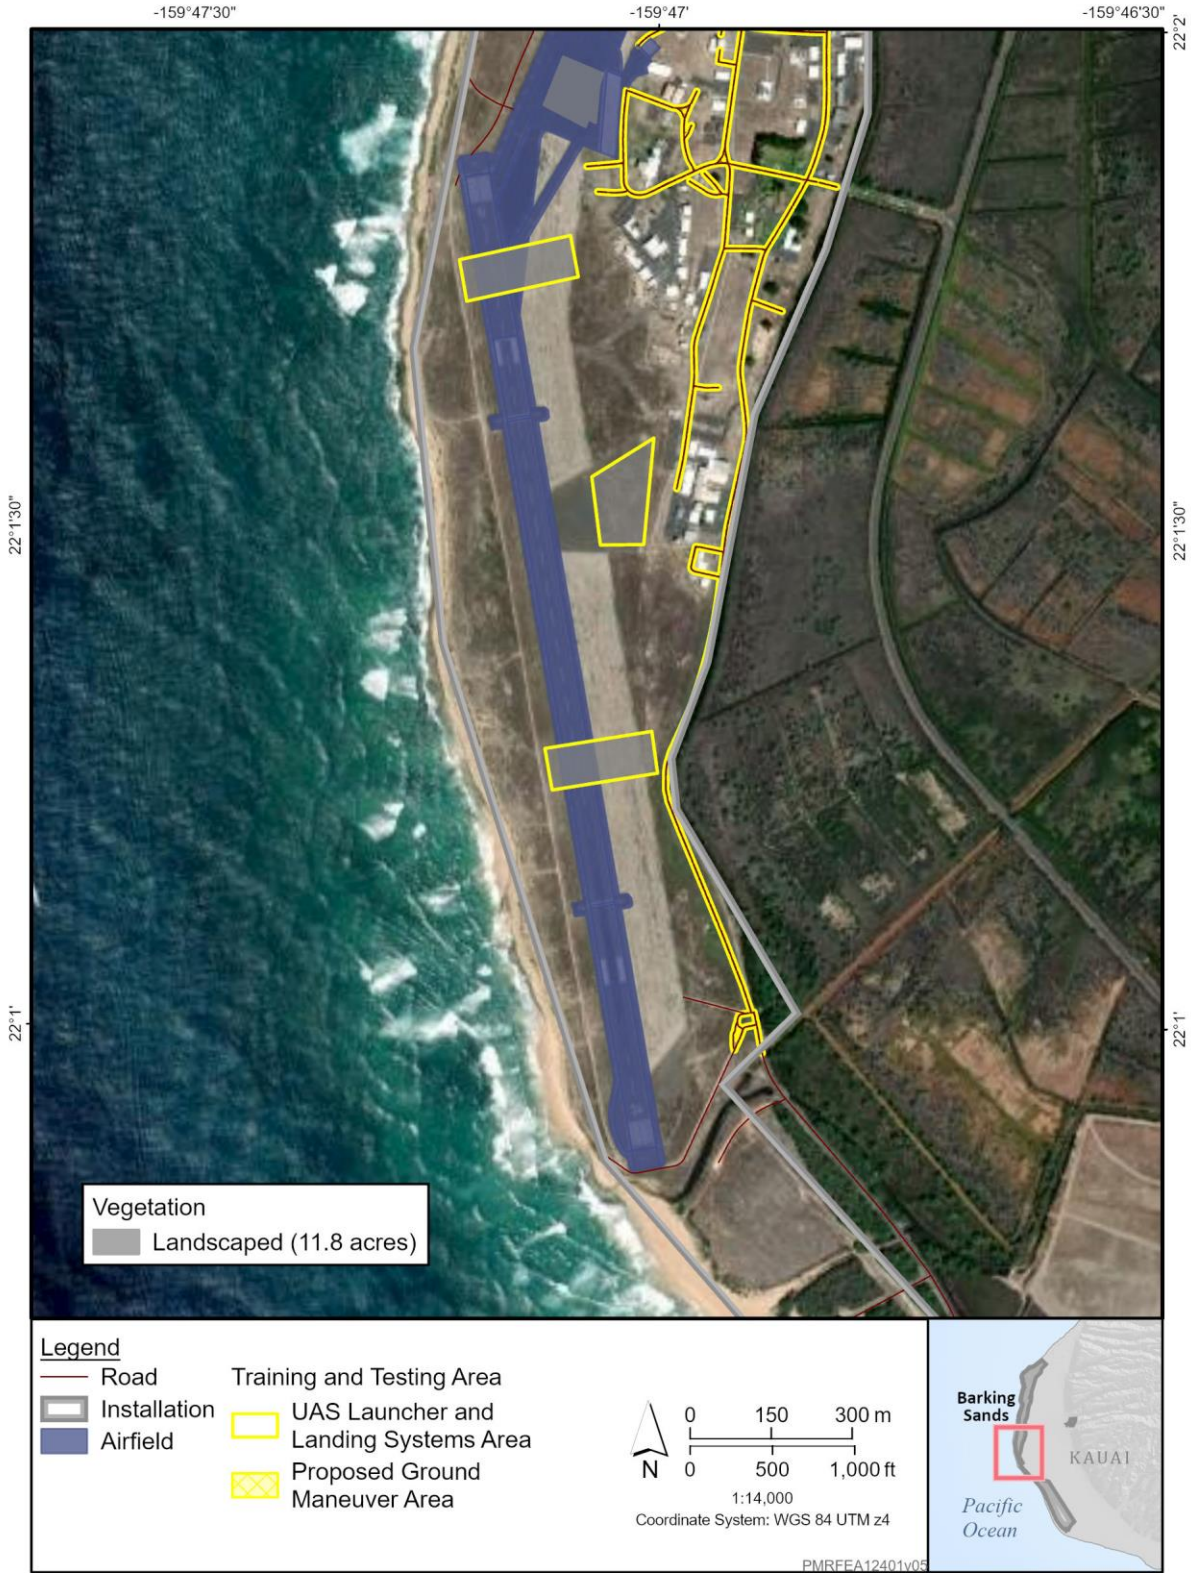 -159°47'30"
-159°47'
-159°46'30"
22°2'
22°1'30"
22°1'30"
22°1'
22°1'
Vegetation
Landscaped (11.8 acres)
Legend
Road
Installation
Airfield
Training and Testing Area
UAS Launcher and
Landing Systems Area
Proposed Ground
Maneuver Area
N
0 150 300 m
0 500 1,000 ft
1:14,000
Coordinate System: WGS 84 UTM z4
PMRFEA12401v05
Barking
Sands
KAUAI
Pacific
Ocean